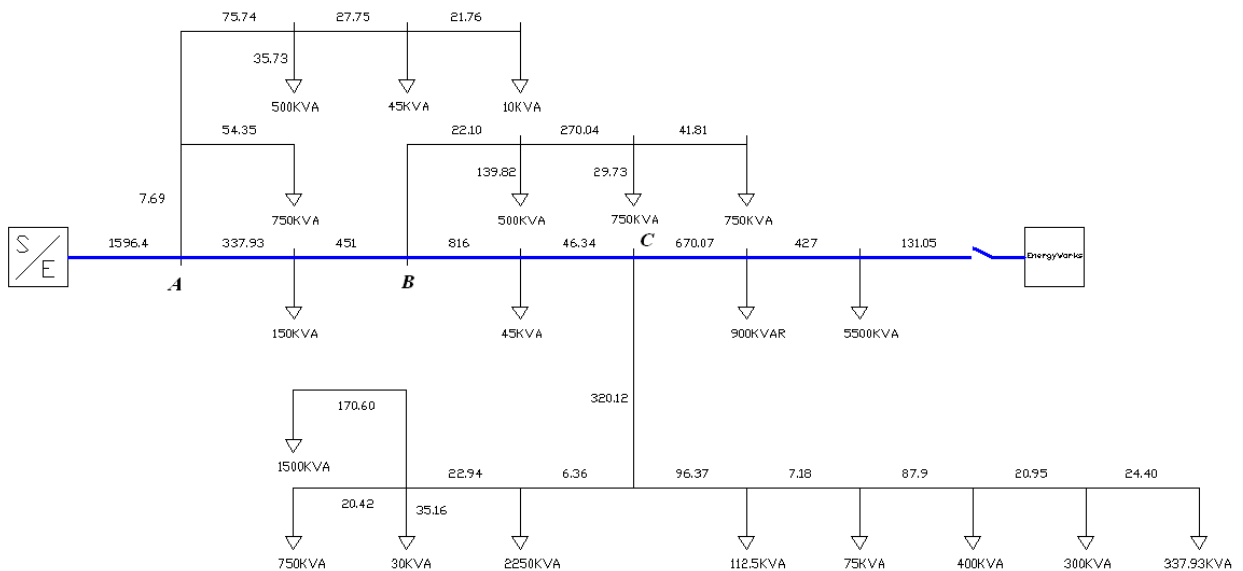 75.74 27.75 21.76
35.73
500KVA 45KVA 10KVA
54.35 22.10 270.04 41.81
139.82 29.73
7.69 750KVA 500KVA 750KVA 750KVA
S/E 1596.4 337.93 451 816 46.34 C 670.07 427 131.05 EnergyWorks
A B
150KVA 45KVA 900KVAR 5500KVA
320.12
170.60
1500KVA
22.94 6.36 96.37 7.18 87.9 20.95 24.40
20.42 35.16
750KVA 30KVA 2250KVA 112.5KVA 75KVA 400KVA 300KVA 337.93KVA